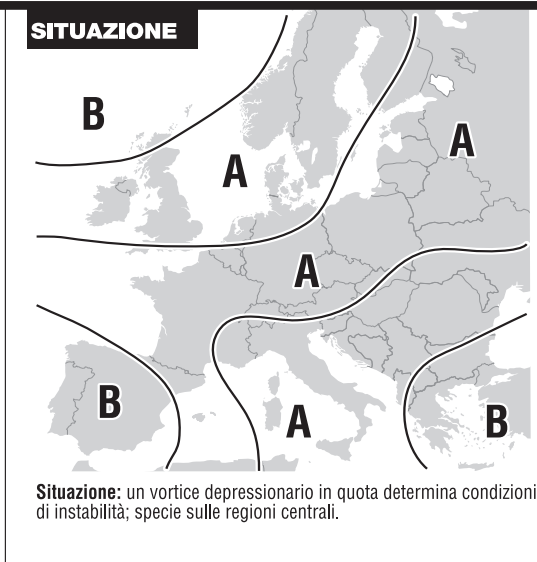 SITUAZIONE
B
A
A
A
B
A
B
Situazione: un vortice depressionario in quota determina condizioni
di instabilità; specie sulle regioni centrali.